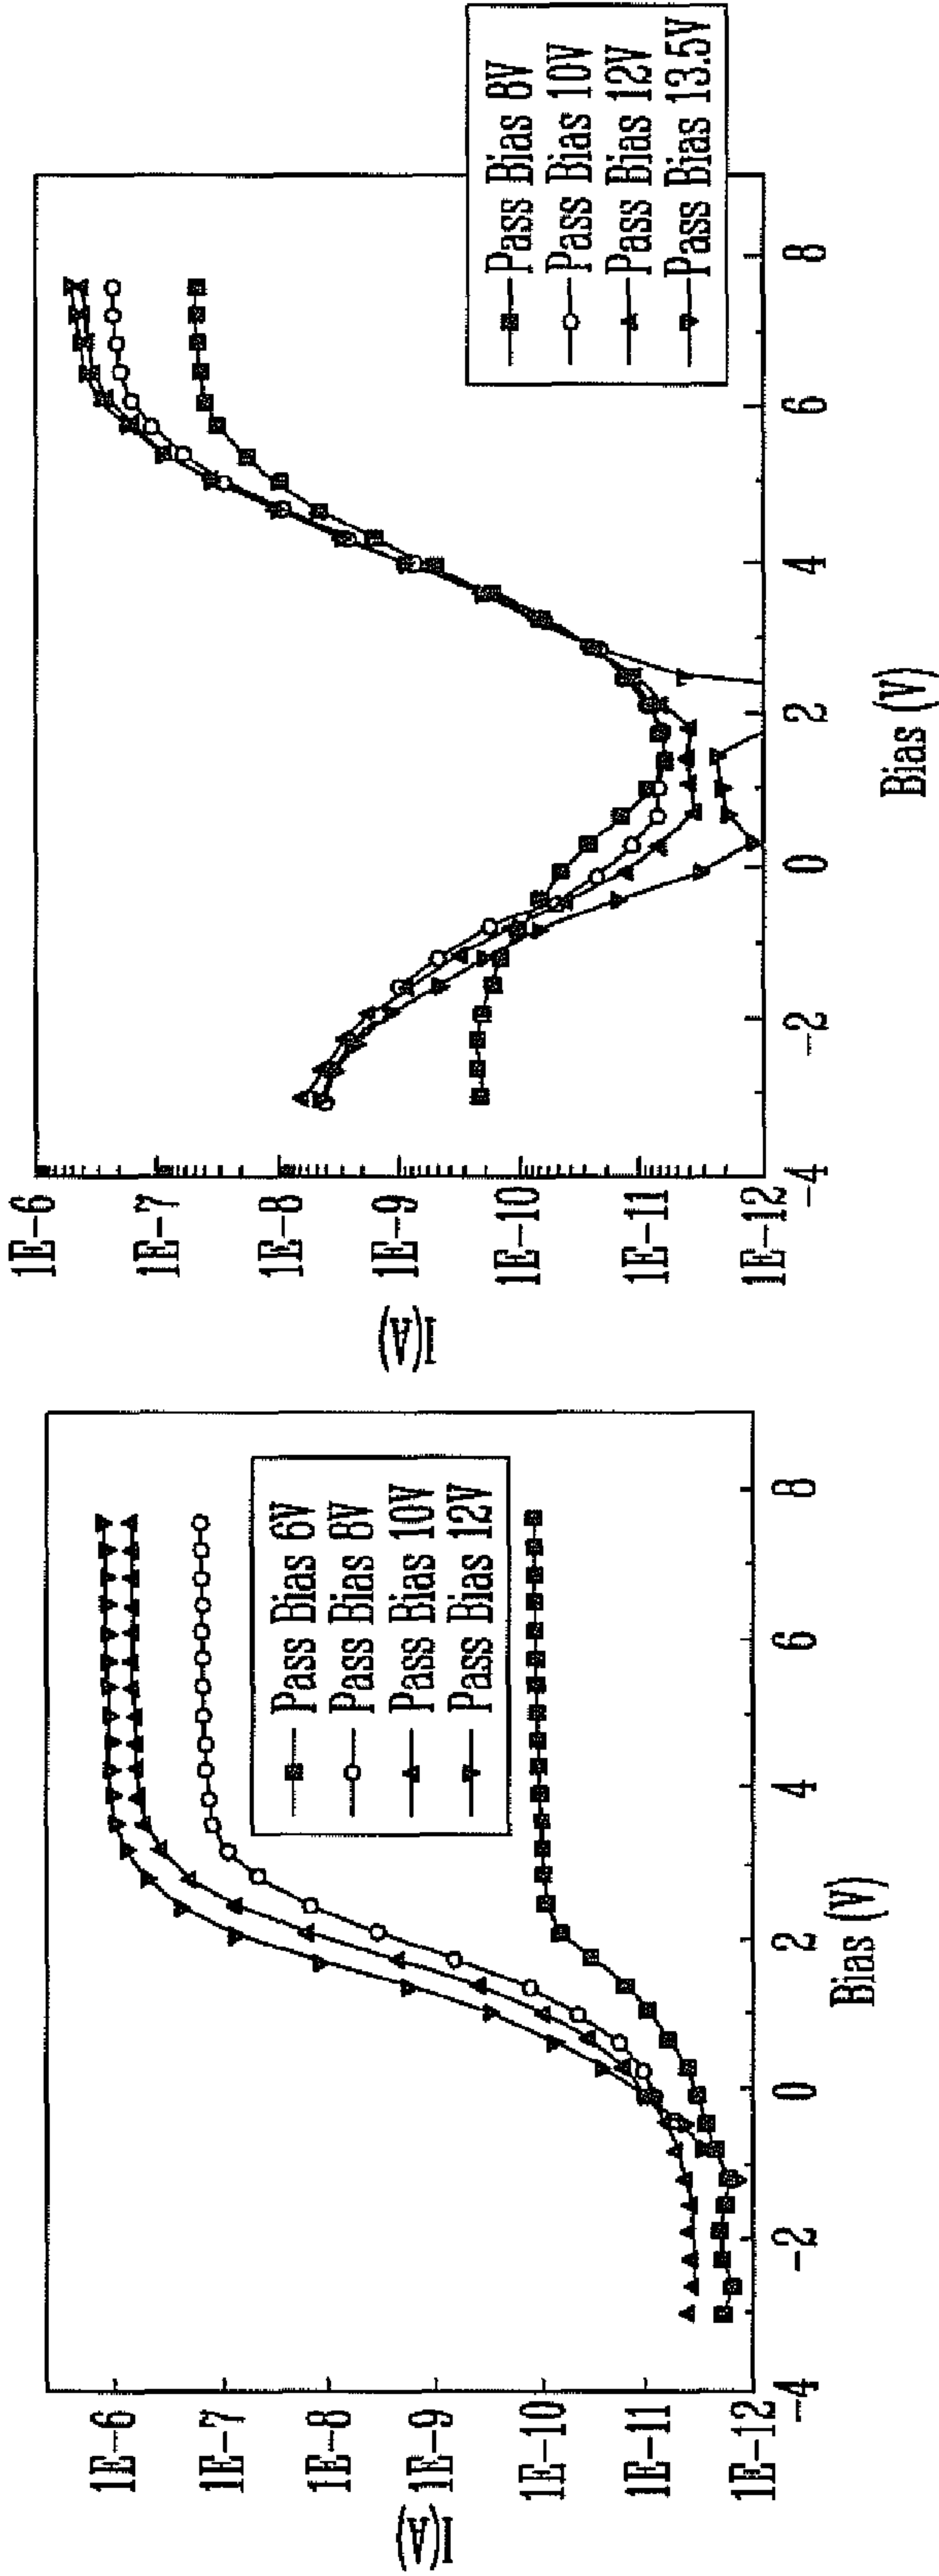 I(A)
1E-6
1E-7
1E-8
1E-9
1E-10
1E-11
1E-12
-4
-2
0
2
4
6
8
Bias (V)
Pass Bias 6V
Pass Bias 8V
Pass Bias 10V
Pass Bias 12V
I(A)
1E-6
1E-7
1E-8
1E-9
1E-10
1E-11
1E-12
-4
-2
0
2
4
6
8
Bias (V)
Pass Bias 8V
Pass Bias 10V
Pass Bias 12V
Pass Bias 13.5V